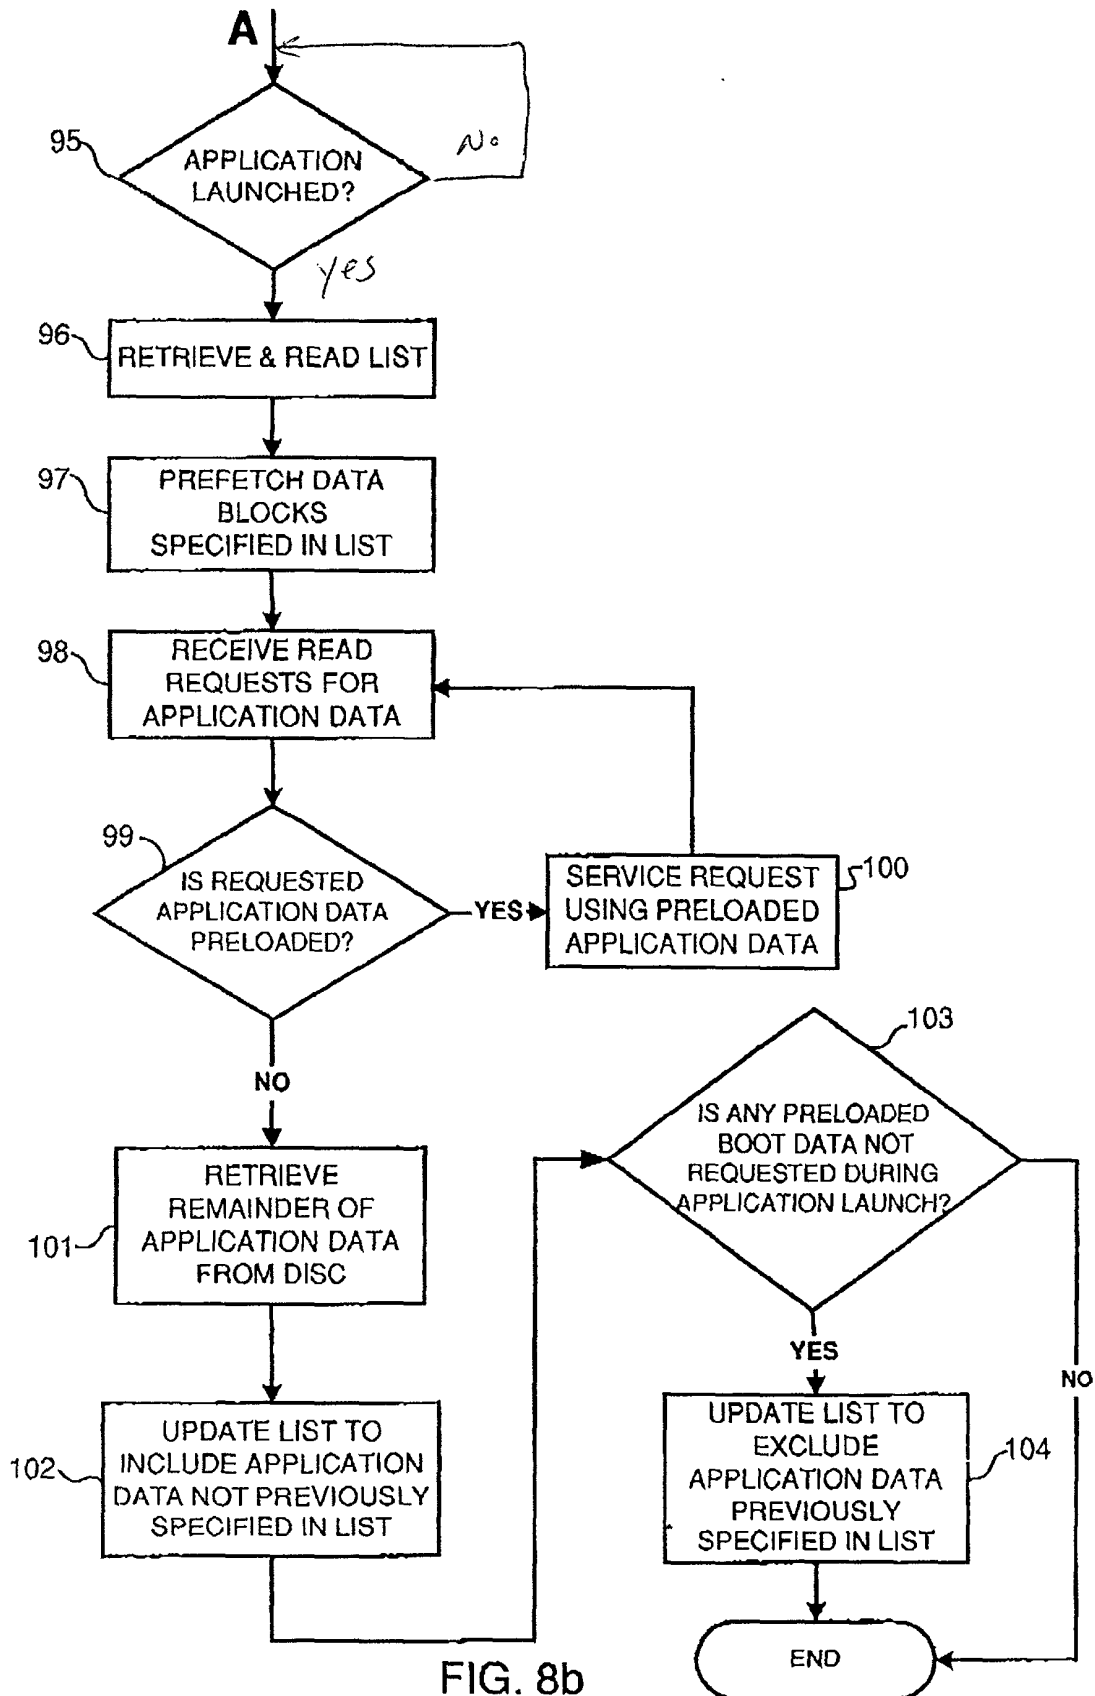 A
95
APPLICATION
LAUNCHED?
No
yes
96
RETRIEVE & READ LIST
97
PREFETCH DATA
BLOCKS
SPECIFIED IN LIST
98
RECEIVE READ
REQUESTS FOR
APPLICATION DATA
99
IS REQUESTED
APPLICATION DATA
PRELOADED?
YES
100
SERVICE REQUEST
USING PRELOADED
APPLICATION DATA
NO
101
RETRIEVE
REMAINDER OF
APPLICATION DATA
FROM DISC
102
UPDATE LIST TO
INCLUDE APPLICATION
DATA NOT PREVIOUSLY
SPECIFIED IN LIST
103
IS ANY PRELOADED
BOOT DATA NOT
REQUESTED DURING
APPLICATION LAUNCH?
YES
NO
104
UPDATE LIST TO
EXCLUDE
APPLICATION DATA
PREVIOUSLY
SPECIFIED IN LIST
END
FIG. 8b